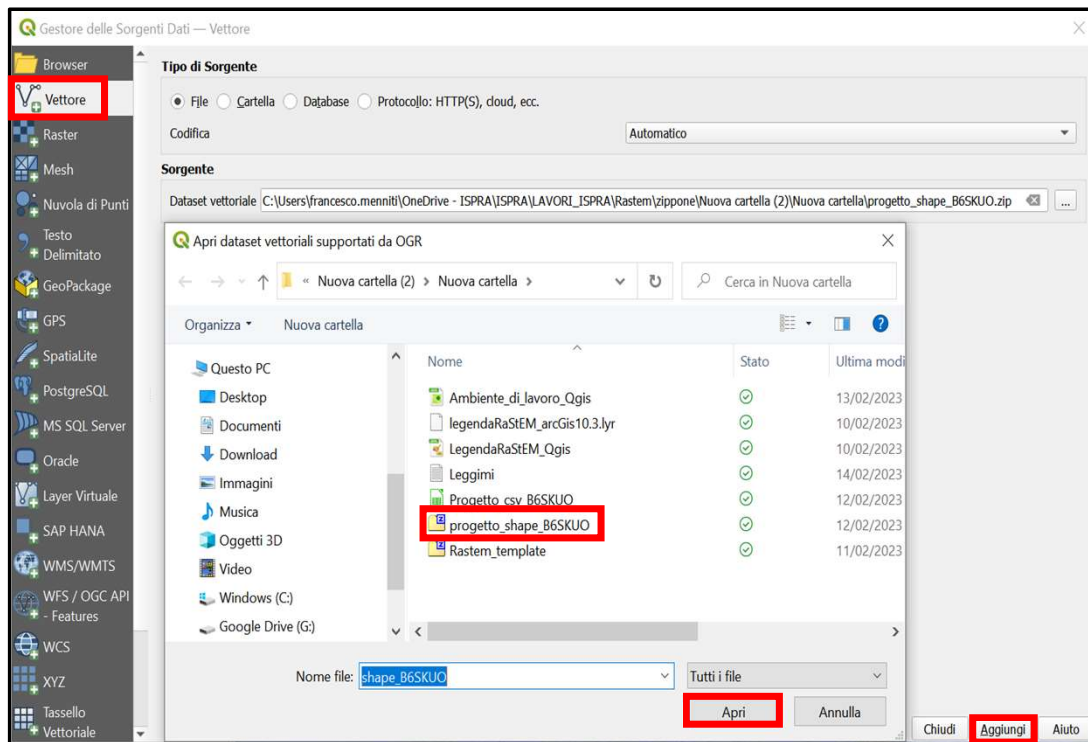 Gestore delle Sorgenti Dati — Vettore
Browser
Vettore
Raster
Mesh
Nuvola di Punti
Testo
Delimitato
GeoPackage
GPS
SpatiaLite
PostgreSQL
MS SQL Server
Oracle
Layer Virtuale
SAP HANA
WMS/WMTS
WFS / OGC API
- Features
WCS
XYZ
Tassello
Vettoriale
Tipo di Sorgente
File Cartella Database Protocollo: HTTP(S), cloud, ecc.
Codifica Automatico
Sorgente
Dataset vettoriale C:\Users\francesco.menniti\OneDrive - ISPRA\ISPRA\LAVORI_ISPRA\Rastem\zippone\Nuova cartella (2)\Nuova cartella\progetto_shape_B6SKUO.zip ...
Apri dataset vettoriali supportati da OGR
« Nuova cartella (2) > Nuova cartella > Cerca in Nuova cartella
Organizza Nuova cartella
Questo PC
Desktop
Documenti
Download
Immagini
Musica
Oggetti 3D
Video
Windows (C:)
Google Drive (G:)
Nome Stato Ultima modi
Ambiente_di_lavoro_Qgis 13/02/2023
legendaRaStEM_arcGis10.3.lyr 10/02/2023
LegendaRaStEM_Qgis 10/02/2023
Leggimi 14/02/2023
Progetto_csv_B6SKUO 12/02/2023
progetto_shape_B6SKUO 12/02/2023
Rastem_template 11/02/2023
Nome file: shape_B6SKUO Tutti i file
Apri Annulla
Chiudi Aggiungi Aiuto